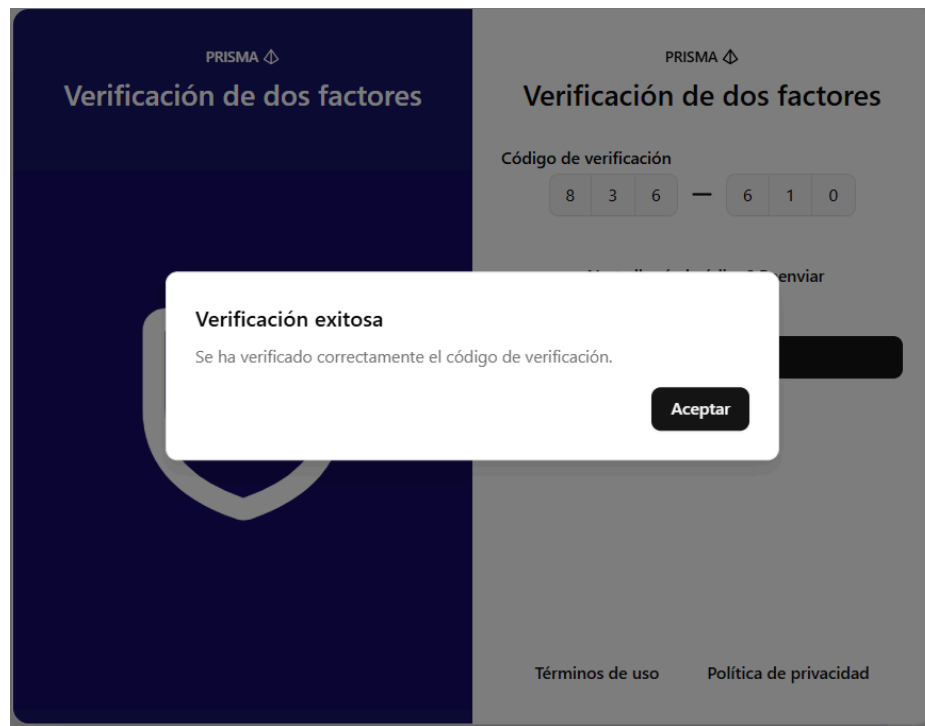 PRISMA
Verificación de dos factores
PRISMA
Verificación de dos factores
Código de verificación
8 3 6 — 6 1 0
Verificación exitosa
Se ha verificado correctamente el código de verificación.
Aceptar
Términos de uso
Política de privacidad